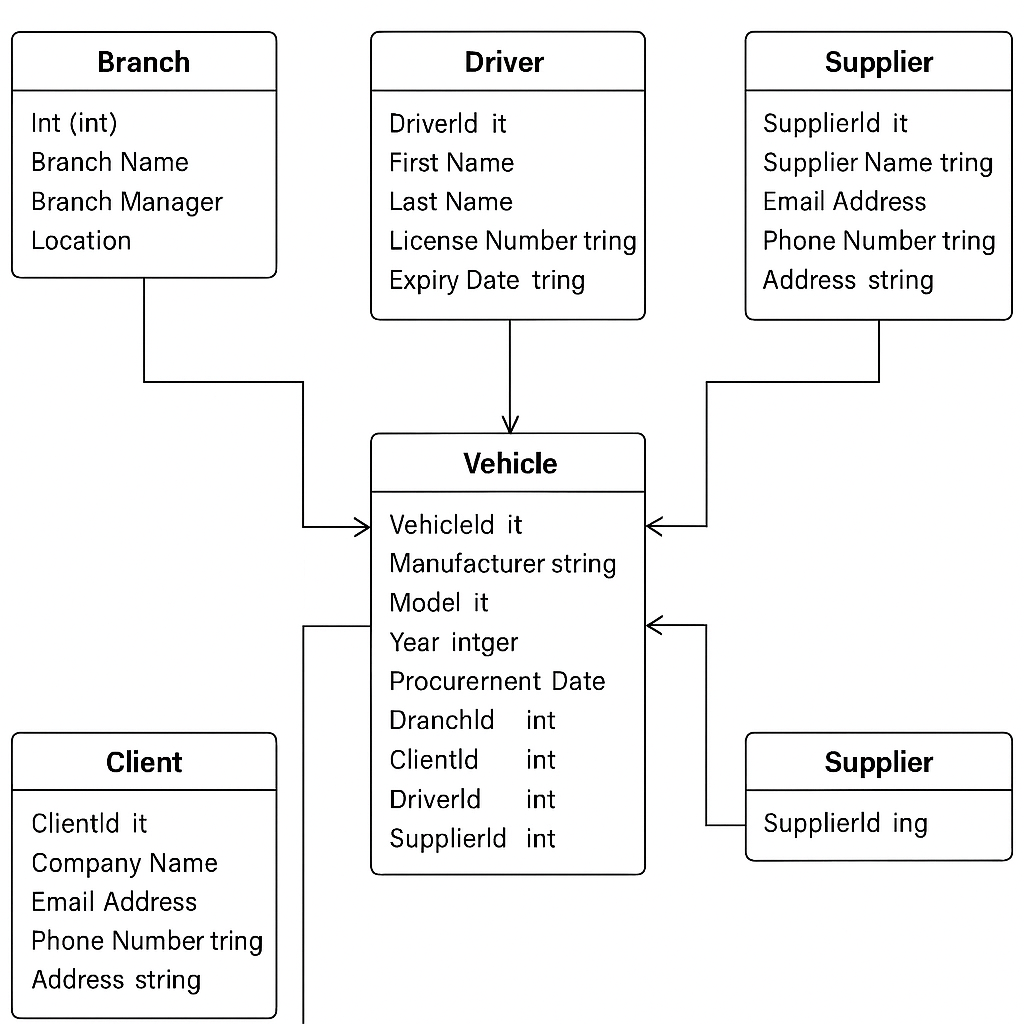 Branch
Int (int)
Branch Name
Branch Manager
Location
Driver
DriverId it
First Name
Last Name
License Number tring
Expiry Date tring
Supplier
SupplierId it
Supplier Name tring
Email Address
Phone Number tring
Address string
Vehicle
VehicleId it
Manufacturer string
Model it
Year intger
Procurernent Date
DranchId int
ClientId int
DriverId int
SupplierId int
Client
ClientId it
Company Name
Email Address
Phone Number tring
Address string
Supplier
SupplierId ing